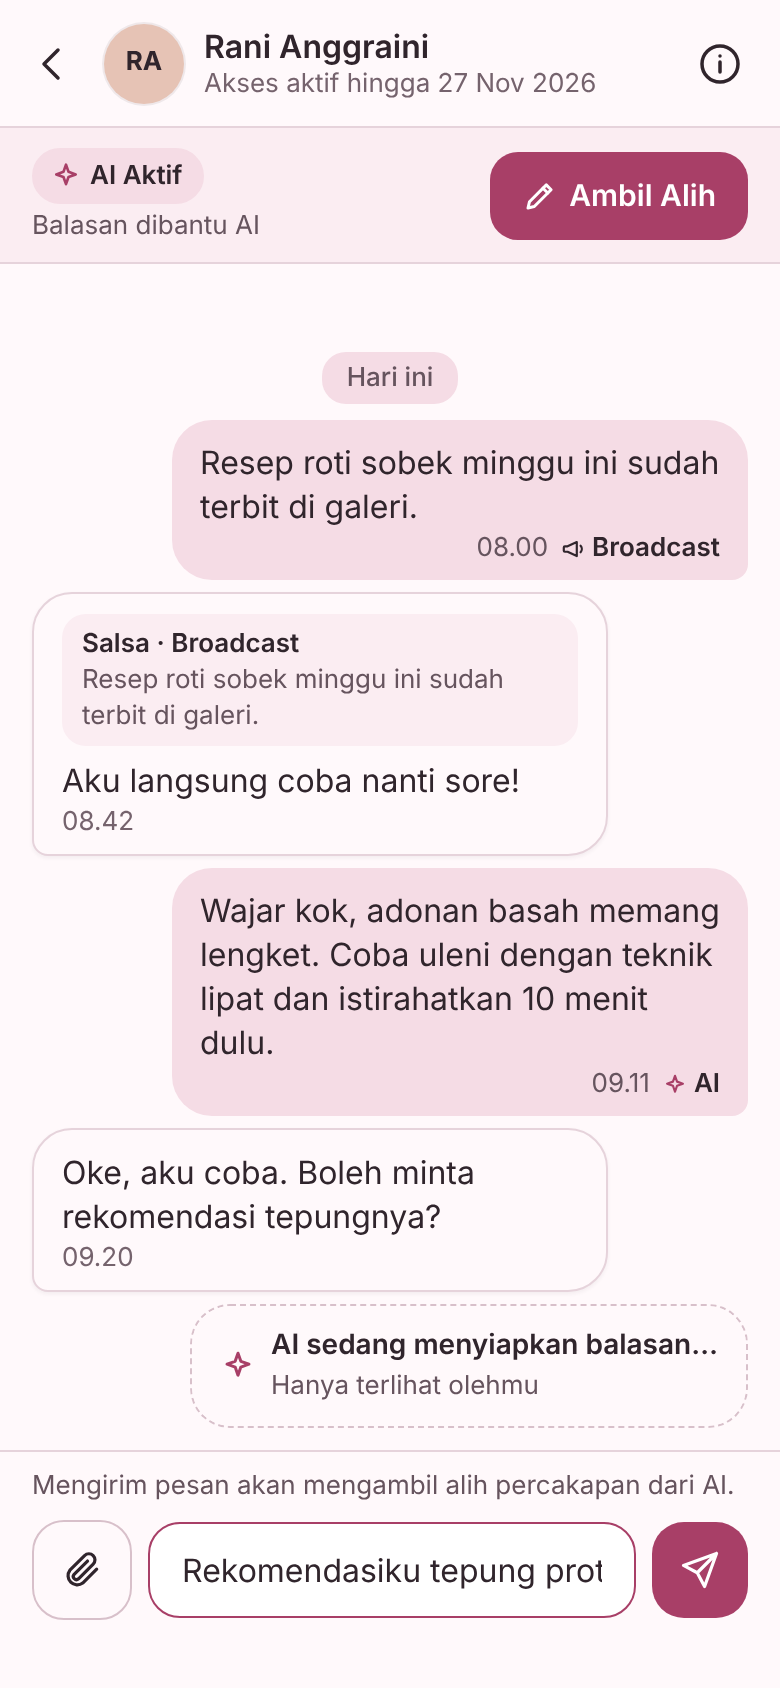 RA
Rani Anggraini
Akses aktif hingga 27 Nov 2026
AI Aktif
Balasan dibantu AI
Ambil Alih
Hari ini
Resep roti sobek minggu ini sudah
terbit di galeri.
08.00 Broadcast
Salsa · Broadcast
Resep roti sobek minggu ini sudah
terbit di galeri.
Aku langsung coba nanti sore!
08.42
Wajar kok, adonan basah memang
lengket. Coba uleni dengan teknik
lipat dan istirahatkan 10 menit
dulu.
09.11 AI
Oke, aku coba. Boleh minta
rekomendasi tepungnya?
09.20
AI sedang menyiapkan balasan...
Hanya terlihat olehmu
Mengirim pesan akan mengambil alih percakapan dari AI.
Rekomendasiku tepung prot